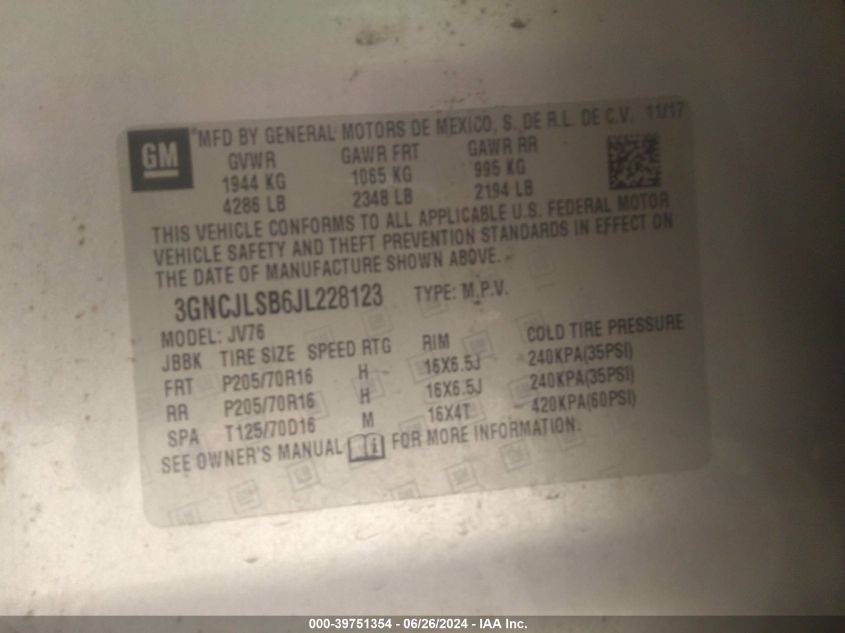 GM
®MFD BY GENERAL MOTORS DE MEXICO, S. DE R.L. DE C.V. 11/17
GVWR GAWR FRT GAWR RR
1944 KG 1065 KG 995 KG
4286 LB 2348 LB 2194 LB
THIS VEHICLE CONFORMS TO ALL APPLICABLE U.S. FEDERAL MOTOR
VEHICLE SAFETY AND THEFT PREVENTION STANDARDS IN EFFECT ON
THE DATE OF MANUFACTURE SHOWN ABOVE.
3GNCJLSB6JL228123 TYPE: M.P.V.
MODEL: JV76
JBBK TIRE SIZE SPEED RTG RIM COLD TIRE PRESSURE
FRT P205/70R16 H 16X6.5J 240KPA(35PSI)
RR P205/70R16 H 16X6.5J 240KPA(35PSI)
SPA T125/70D16 M 16X4T 420KPA(60PSI)
SEE OWNER'S MANUAL i FOR MORE INFORMATION.
000-39751354 - 06/26/2024 - IAA Inc.